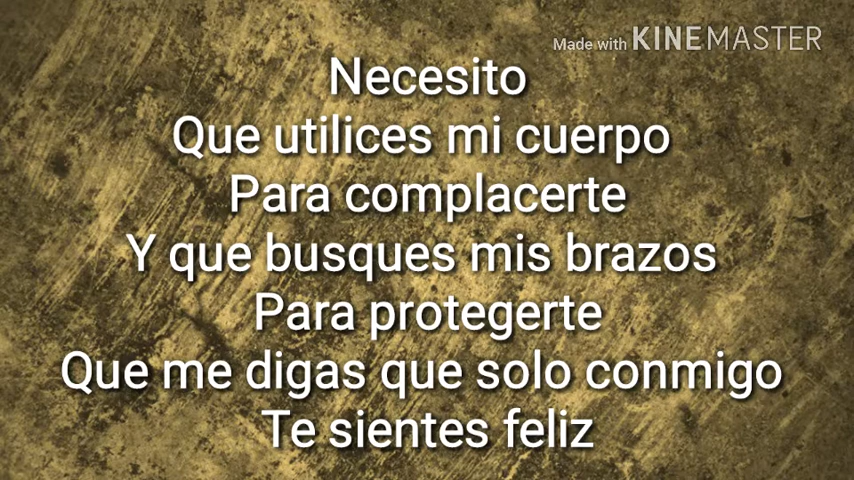 Made with KINEMASTER
Necesito
Que utilices mi cuerpo
Para complacerte
Y que busques mis brazos
Para protegerte
Que me digas que solo conmigo
Te sientes feliz